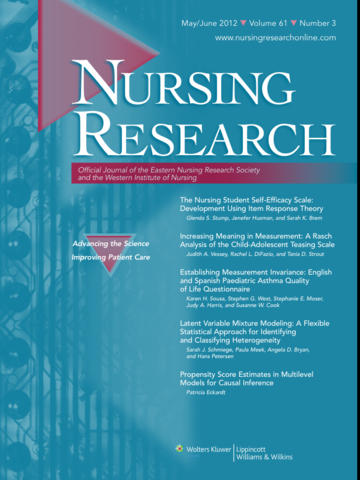 May/June 2012 ▼ Volume 61 ▼ Number 3
www.nursingresearchonline.com
NURSING
RESEARCH
Official Journal of the Eastern Nursing Research Society
and the Western Institute of Nursing
The Nursing Student Self-Efficacy Scale:
Development Using Item Response Theory
Glenda S. Stump, Jenefer Husman, and Sarah K. Brem
Increasing Meaning in Measurement: A Rasch
Analysis of the Child-Adolescent Teasing Scale
Judith A. Vessey, Rachel L. DiFazio, and Tania D. Strout
Advancing the Science
Improving Patient Care
Establishing Measurement Invariance: English
and Spanish Paediatric Asthma Quality
of Life Questionnaire
Karen H. Sousa, Stephen G. West, Stephanie E. Moser,
Judy A. Harris, and Susanne W. Cook
Latent Variable Mixture Modeling: A Flexible
Statistical Approach for Identifying
and Classifying Heterogeneity
Sarah J. Schmiege, Paula Meek, Angela D. Bryan,
and Hans Petersen
Propensity Score Estimates in Multilevel
Models for Causal Inference
Patricia Eckardt
Wolters Kluwer | Lippincott
Williams & Wilkins